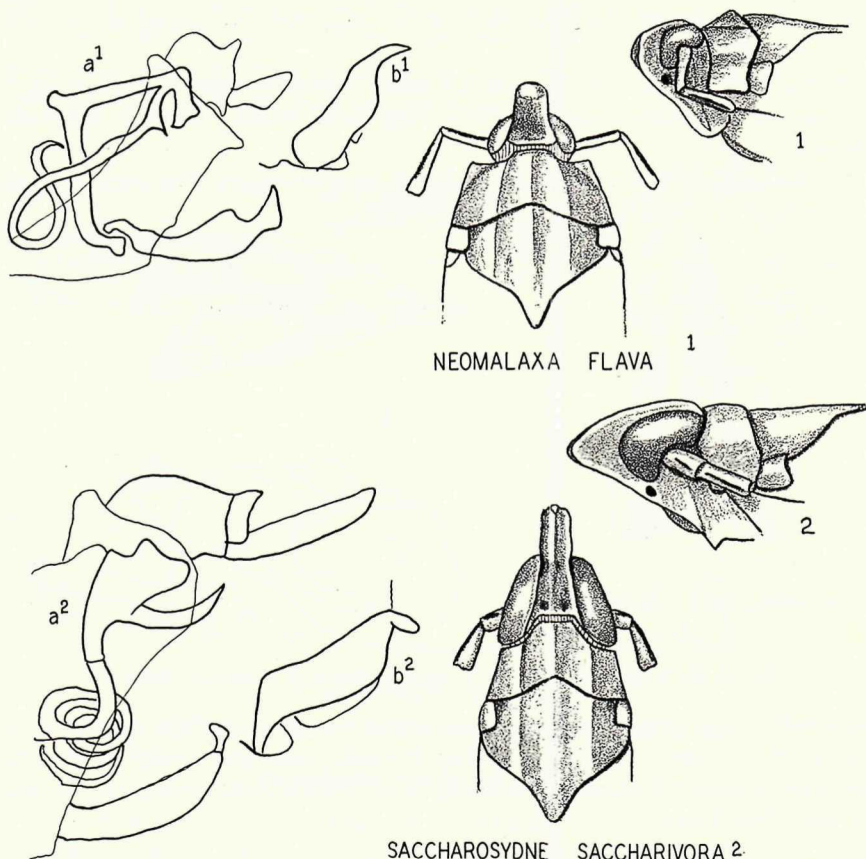 a1
b1
1
NEOMALAXA FLAVA 1
2
a2
b2
SACCHAROSYDNE SACCHARIVORA 2.